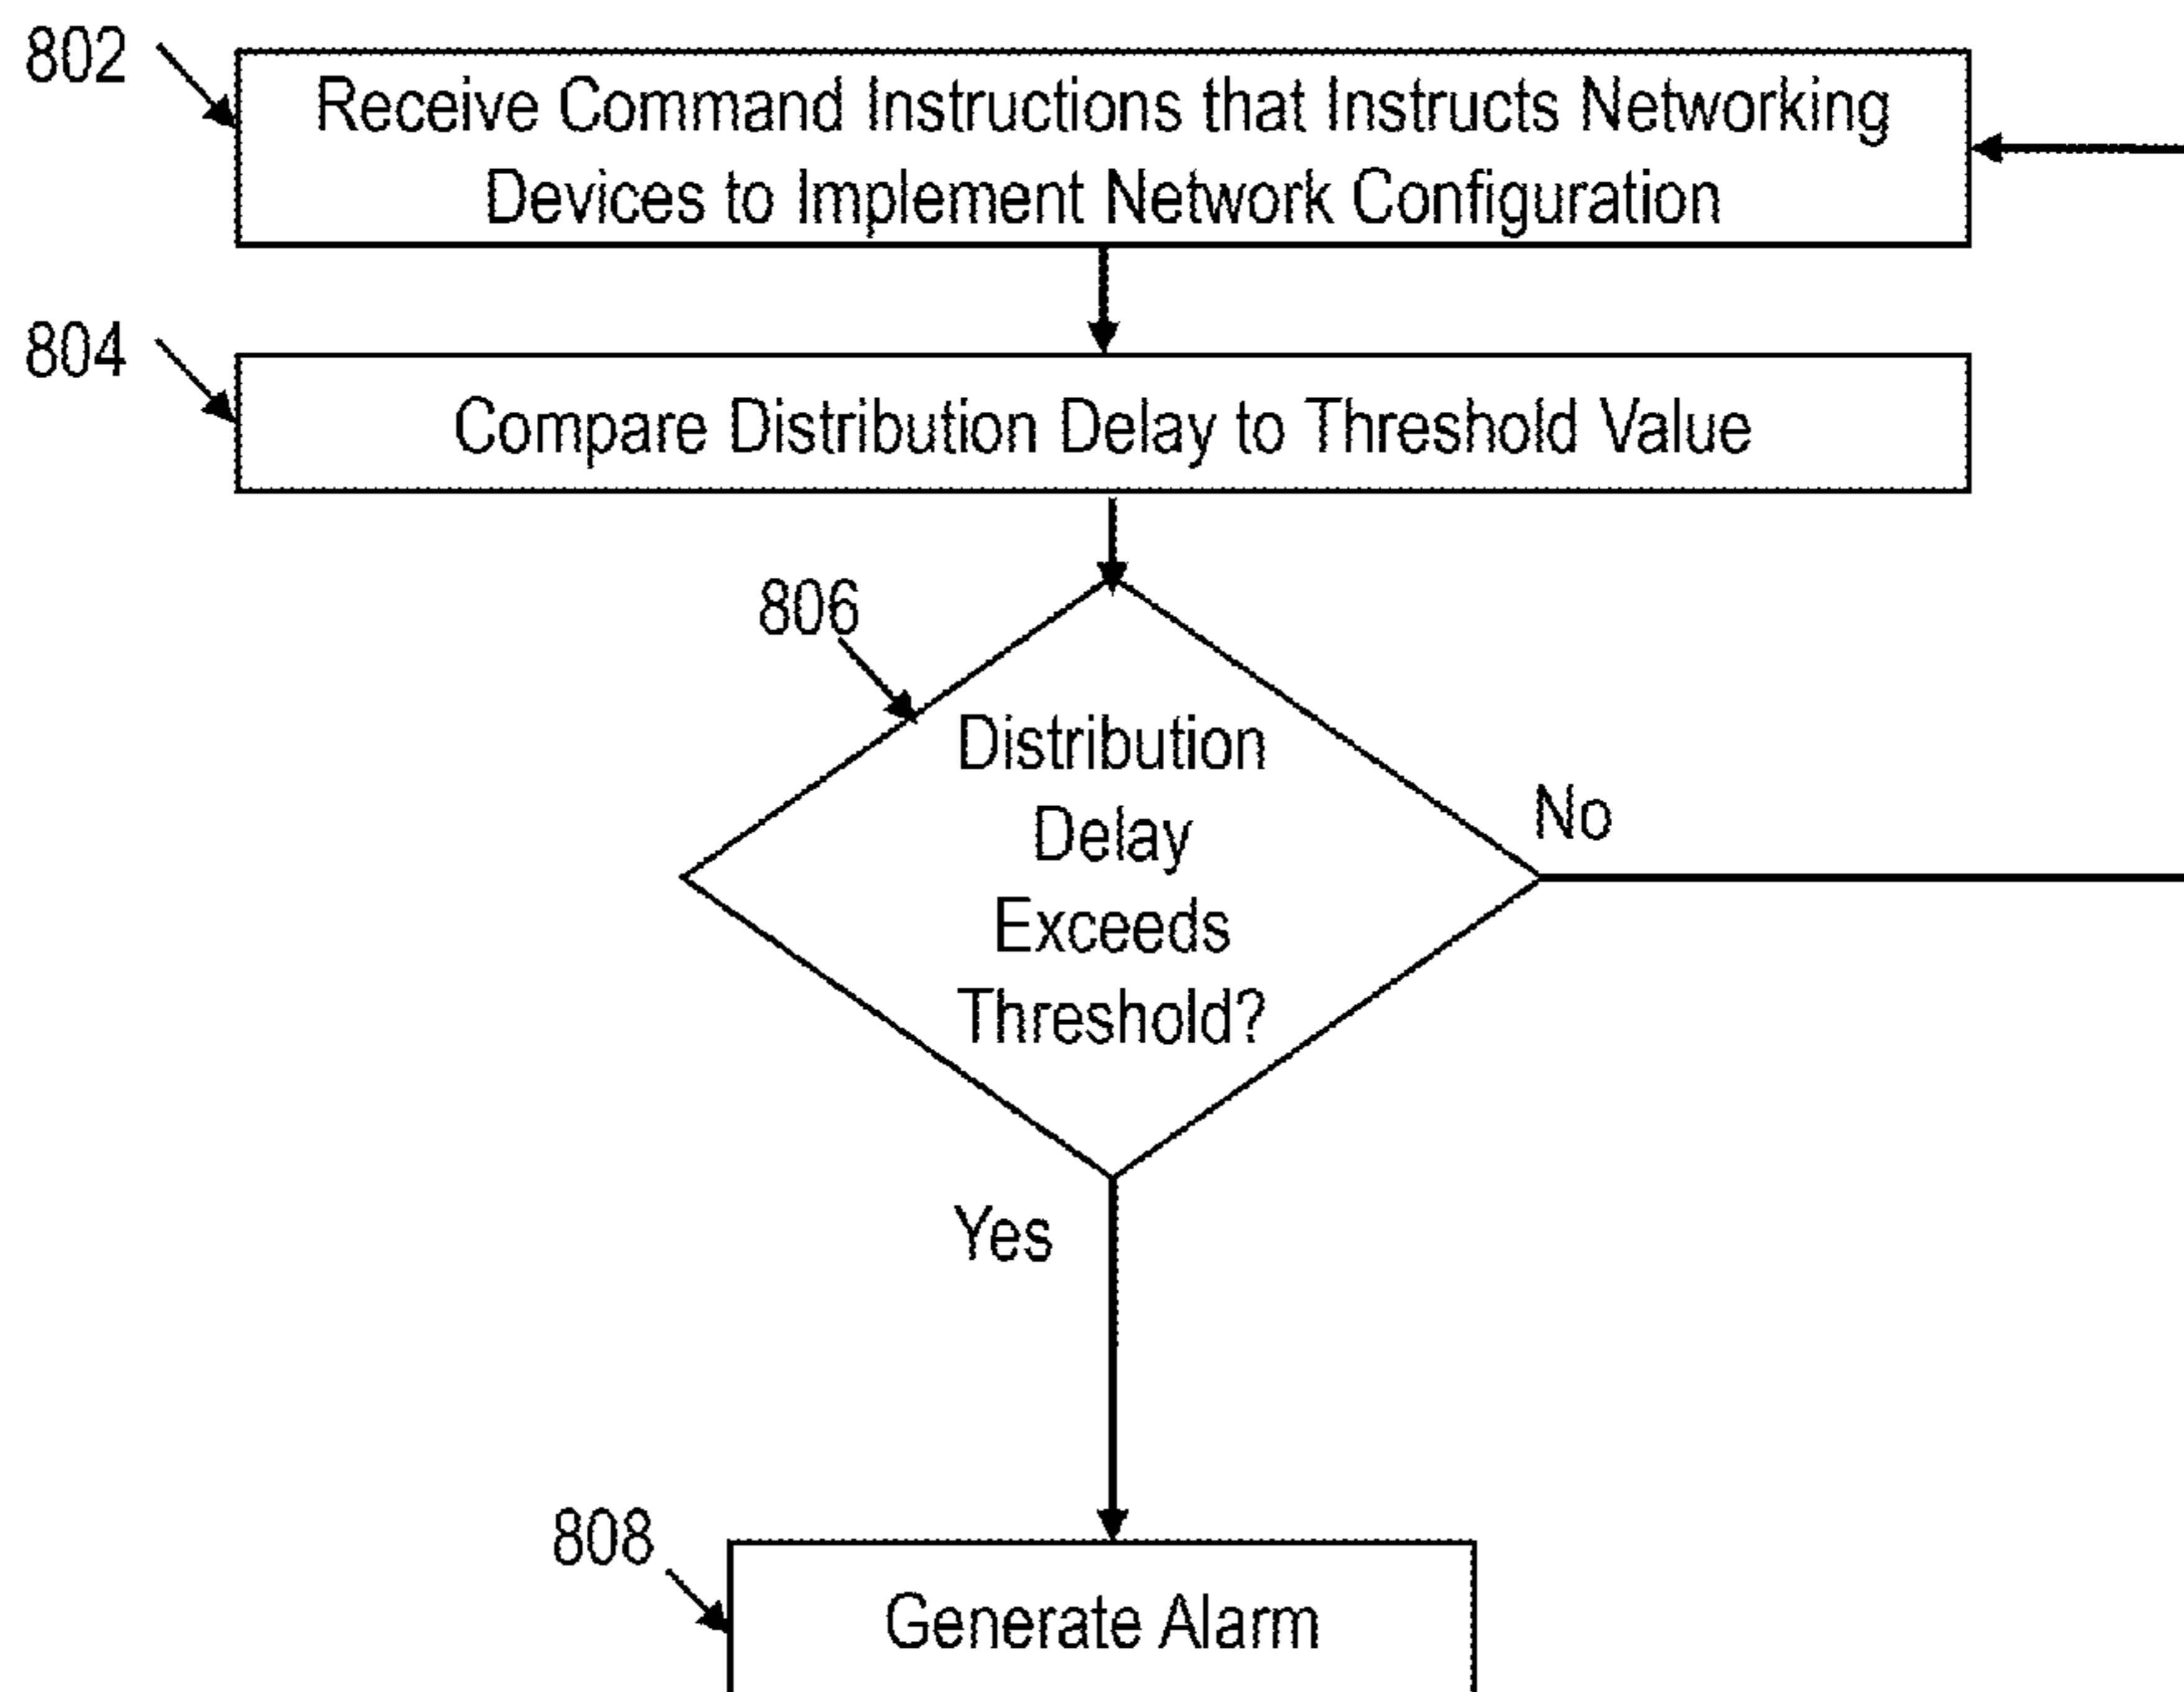 802
Receive Command Instructions that Instructs Networking
Devices to Implement Network Configuration
804
Compare Distribution Delay to Threshold Value
806
Distribution
Delay
Exceeds
Threshold?
No
Yes
808
Generate Alarm